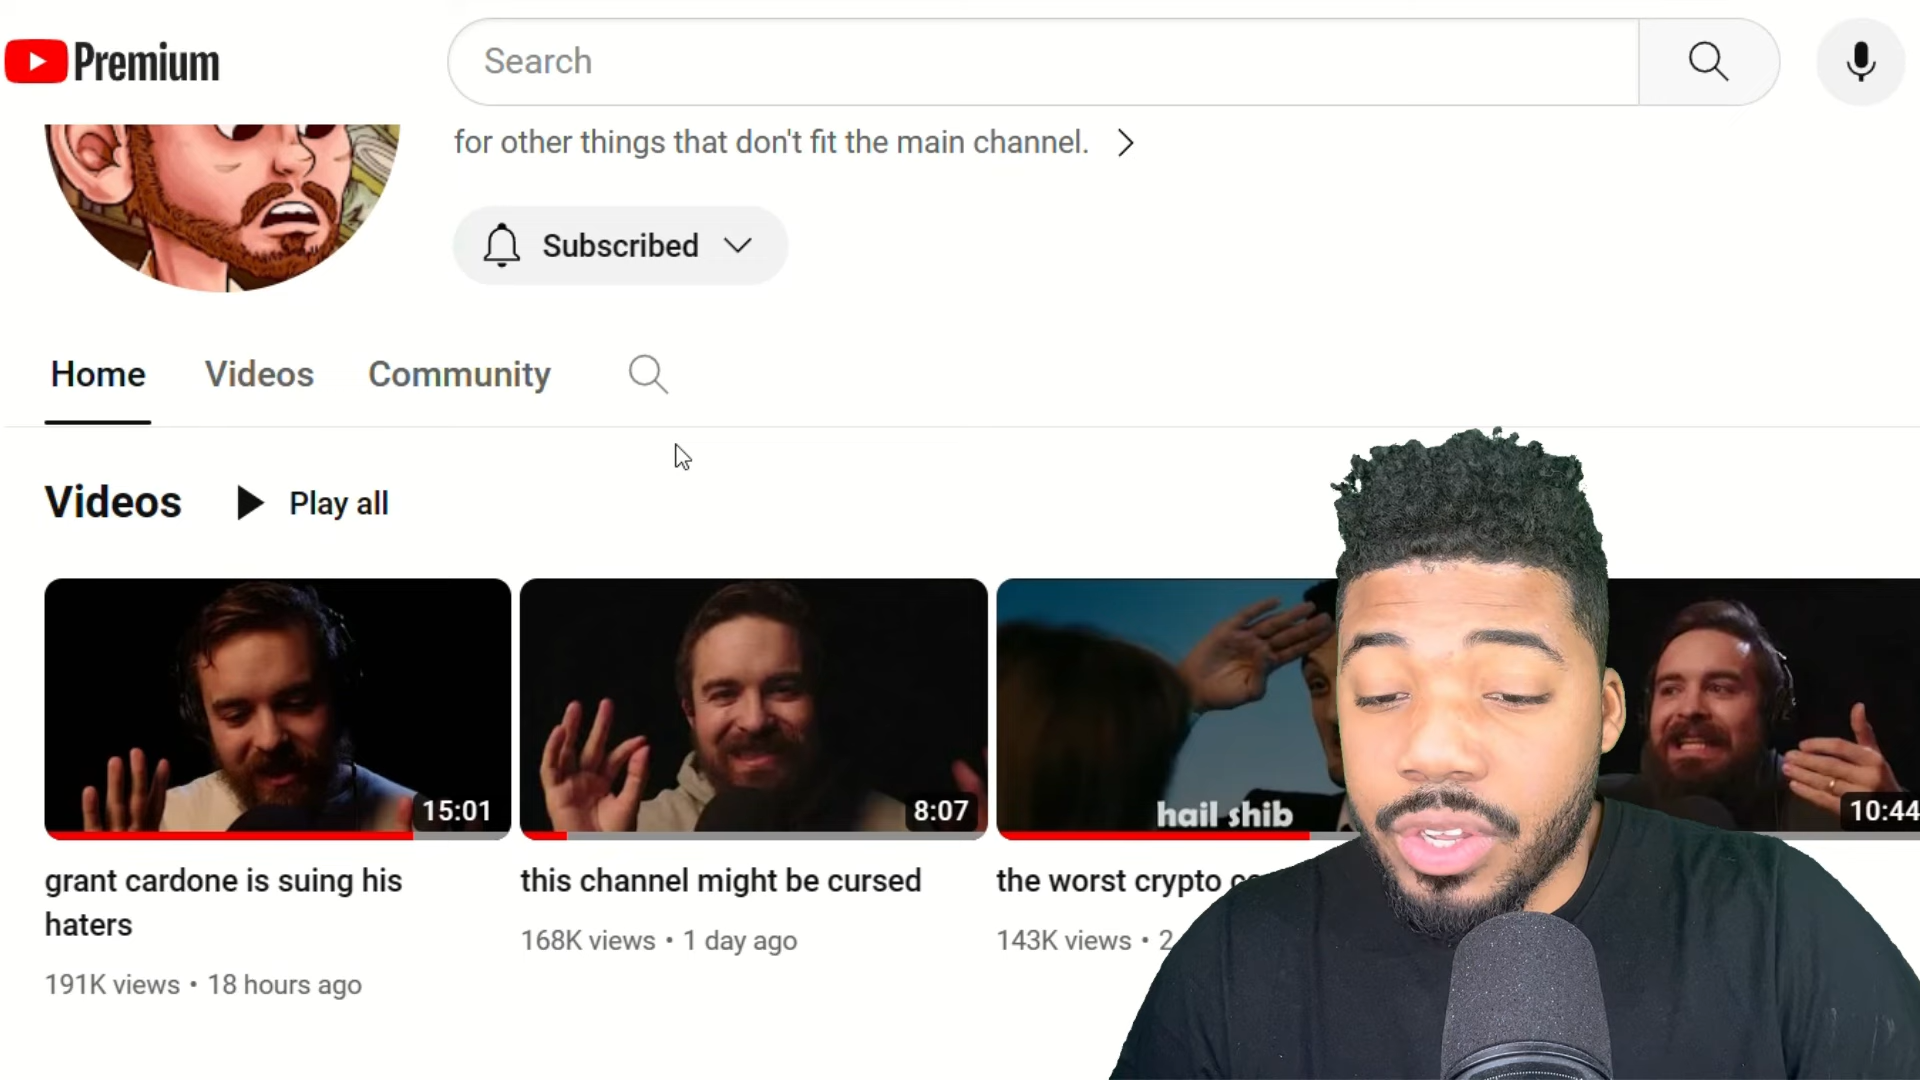 Premium
Search
for other things that don't fit the main channel.
Subscribed
Home Videos Community
Videos Play all
15:01
8:07
hail shib
10:44
grant cardone is suing his
haters
191K views • 18 hours ago
this channel might be cursed
168K views • 1 day ago
the worst crypto
143K views • 2